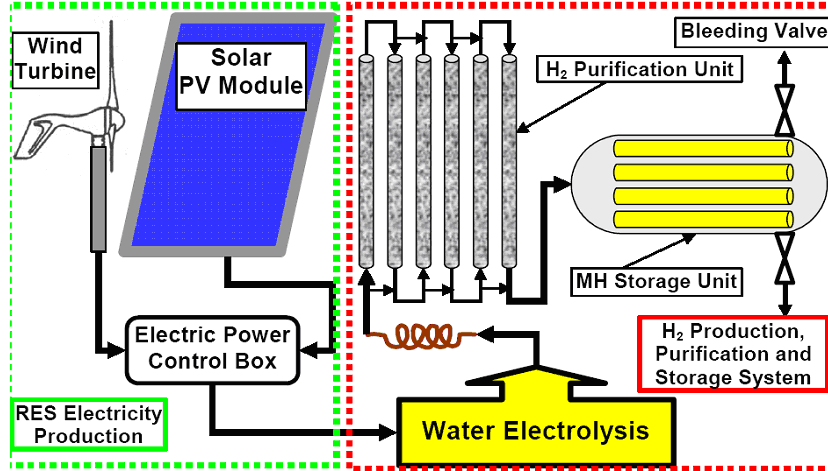 Wind
Turbine
Solar
PV Module
Bleeding Valve
H₂ Purification Unit
MH Storage Unit
Electric Power
Control Box
H₂ Production,
Purification and
Storage System
RES Electricity
Production
Water Electrolysis